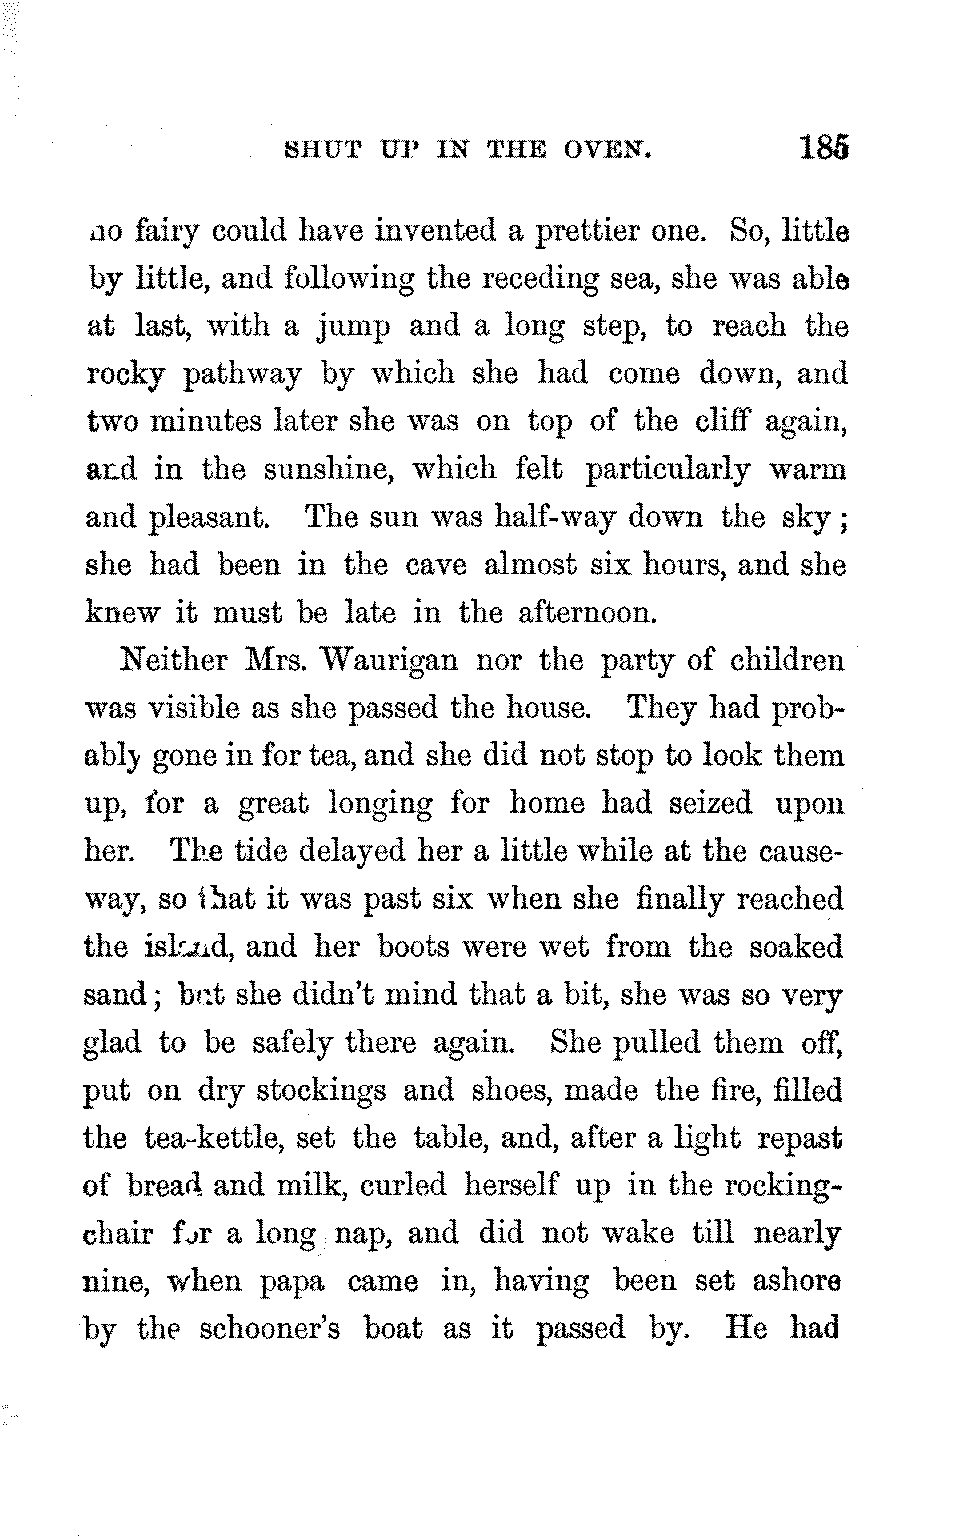 SHUT UP IN THE OVEN. 185
no fairy could have invented a prettier one. So, little
by little, and following the receding sea, she was able
at last, with a jump and a long step, to reach the
rocky pathway by which she had come down, and
two minutes later she was on top of the cliff again,
and in the sunshine, which felt particularly warm
and pleasant. The sun was half-way down the sky;
she had been in the cave almost six hours, and she
knew it must be late in the afternoon.
Neither Mrs. Waurigan nor the party of children
was visible as she passed the house. They had prob-
ably gone in for tea, and she did not stop to look them
up, for a great longing for home had seized upon
her. The tide delayed her a little while at the cause-
way, so that it was past six when she finally reached
the island, and her boots were wet from the soaked
sand; but she didn't mind that a bit, she was so very
glad to be safely there again. She pulled them off,
put on dry stockings and shoes, made the fire, filled
the tea-kettle, set the table, and, after a light repast
of bread and milk, curled herself up in the rocking-
chair for a long nap, and did not wake till nearly
nine, when papa came in, having been set ashore
by the schooner's boat as it passed by. He had